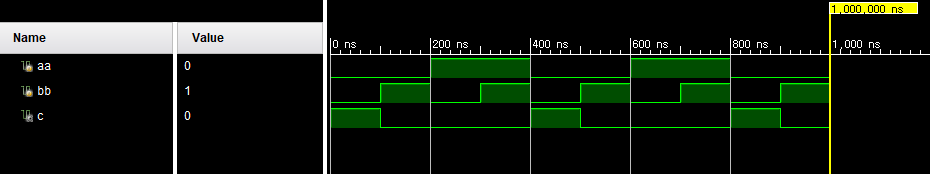 1,000,000 ns
Name Value
0 ns 200 ns 400 ns 600 ns 800 ns 1,000 ns
aa 0
bb 1
c 0